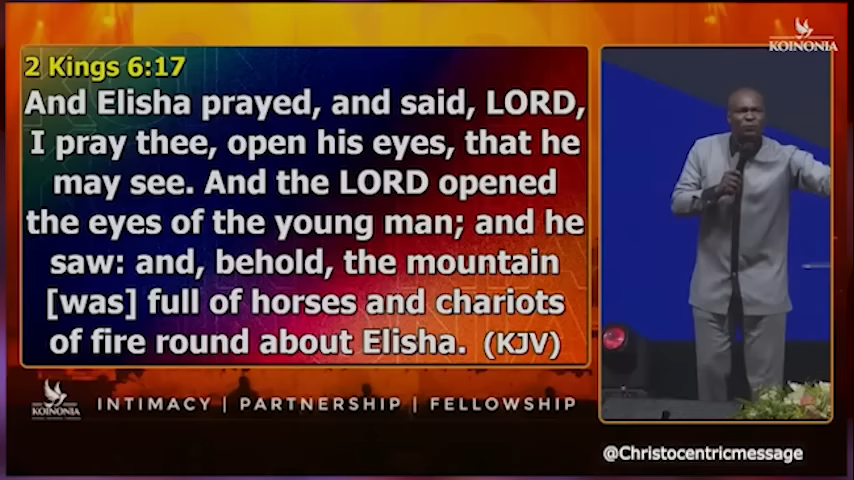 KOINONIA
2 Kings 6:17
And Elisha prayed, and said, LORD,
I pray thee, open his eyes, that he
may see. And the LORD opened
the eyes of the young man; and he
saw: and, behold, the mountain
[was] full of horses and chariots
of fire round about Elisha. (KJV)
KOINONIA
INTIMACY | PARTNERSHIP | FELLOWSHIP
@Christocentricmessage